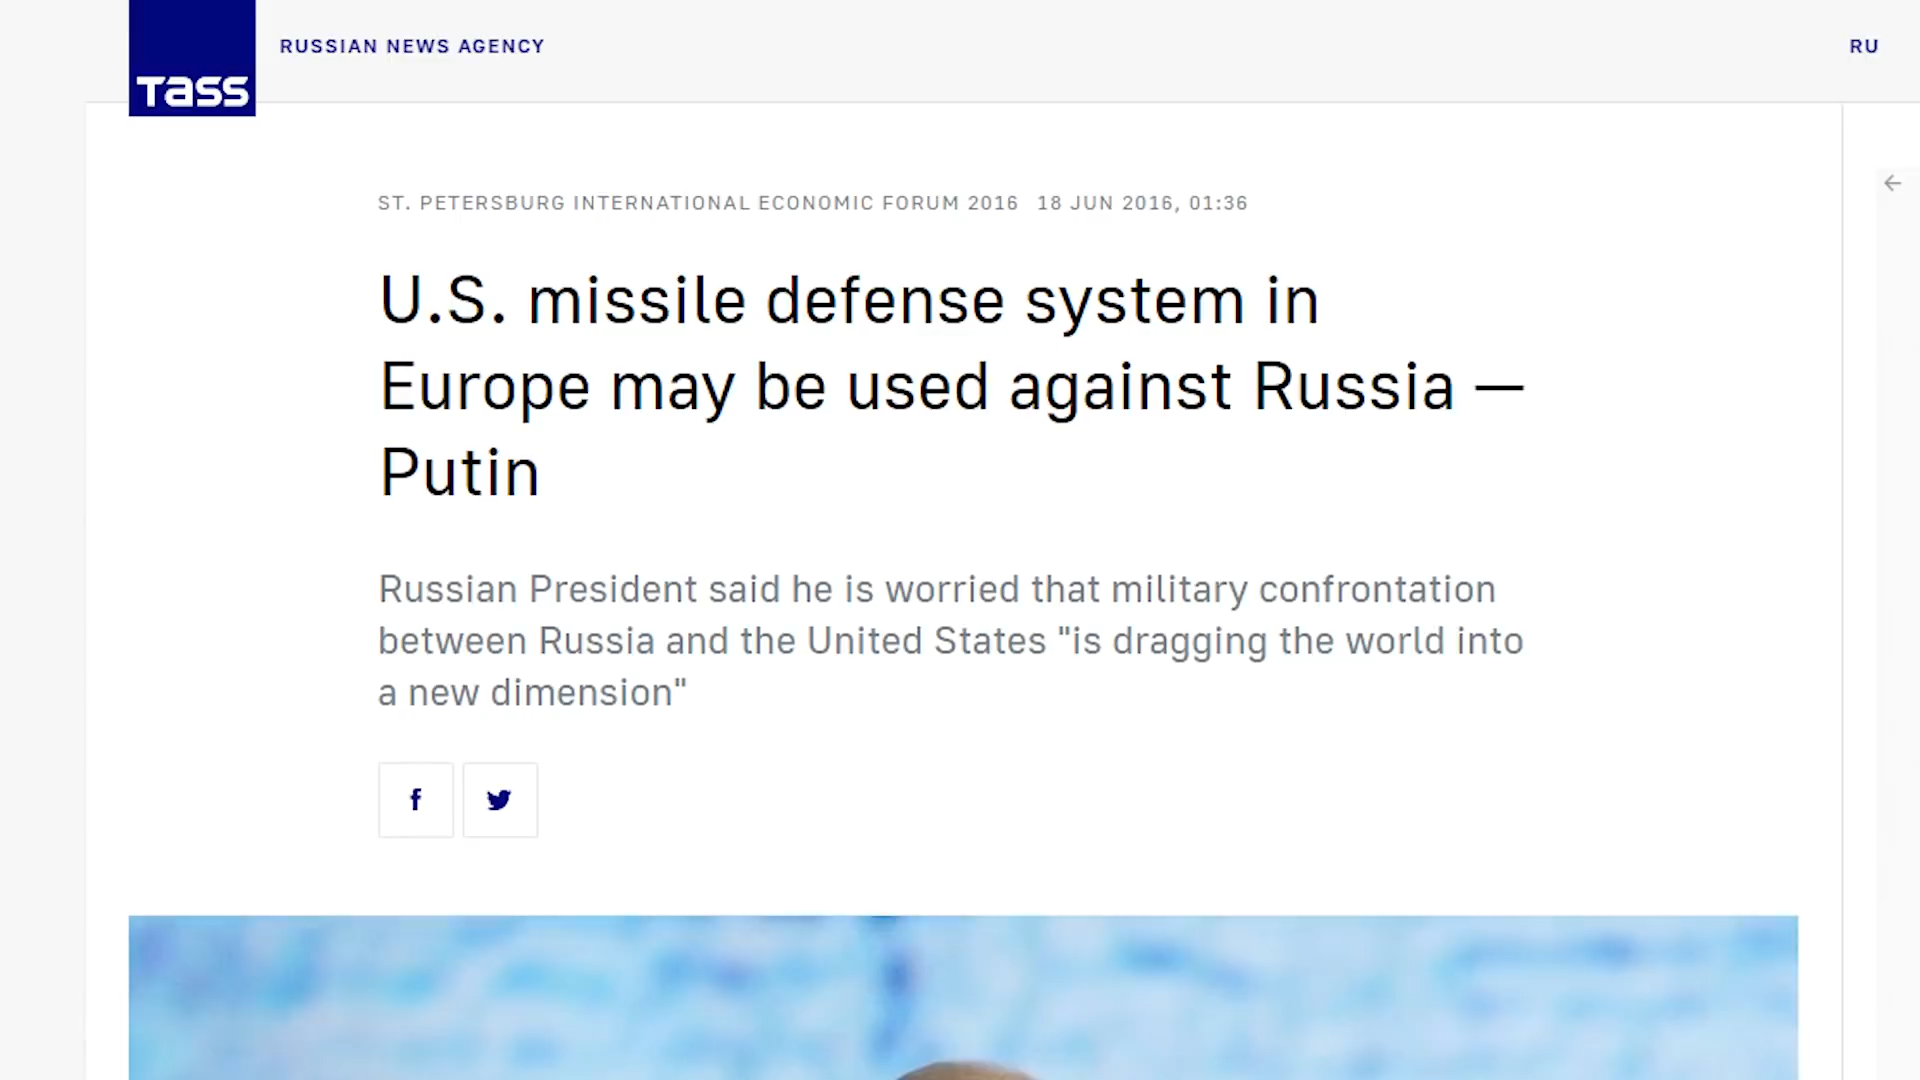 TASS
RUSSIAN NEWS AGENCY
RU
ST. PETERSBURG INTERNATIONAL ECONOMIC FORUM 2016 18 JUN 2016, 01:36
U.S. missile defense system in
Europe may be used against Russia —
Putin
Russian President said he is worried that military confrontation
between Russia and the United States "is dragging the world into
a new dimension"